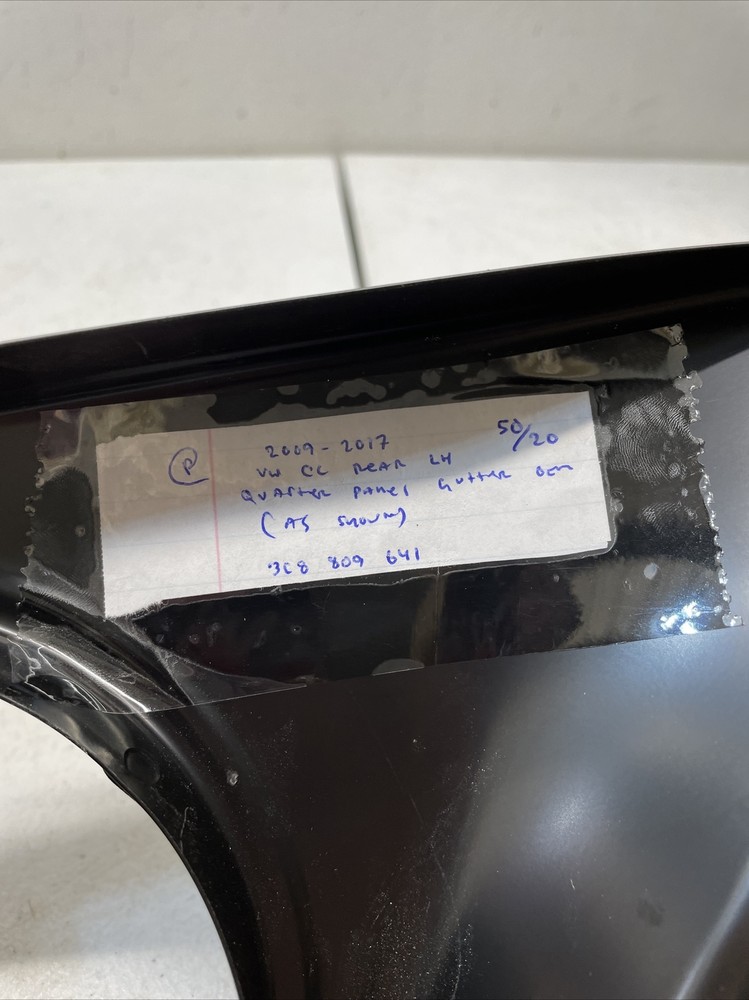 2009-2017 50/20
(P) VW CC REAR LH
QUARTER PANEL GUTTER OEM
(AS SHOWN).
3C8 809 641